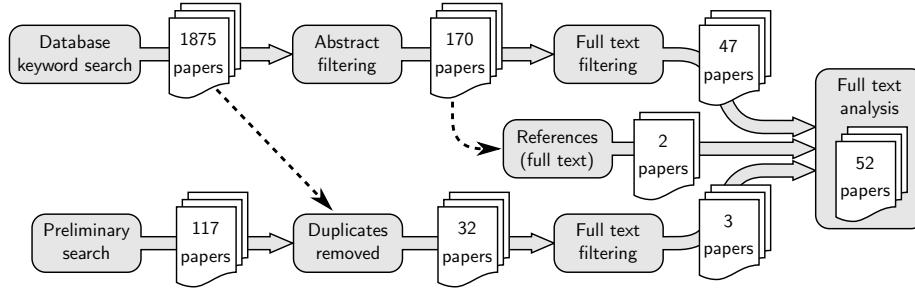 Database
keyword search
1875
papers
Abstract
filtering
170
papers
Full text
filtering
47
papers
References
(full text)
2
papers
Full text
analysis
52
papers
Preliminary
search
117
papers
Duplicates
removed
32
papers
Full text
filtering
3
papers